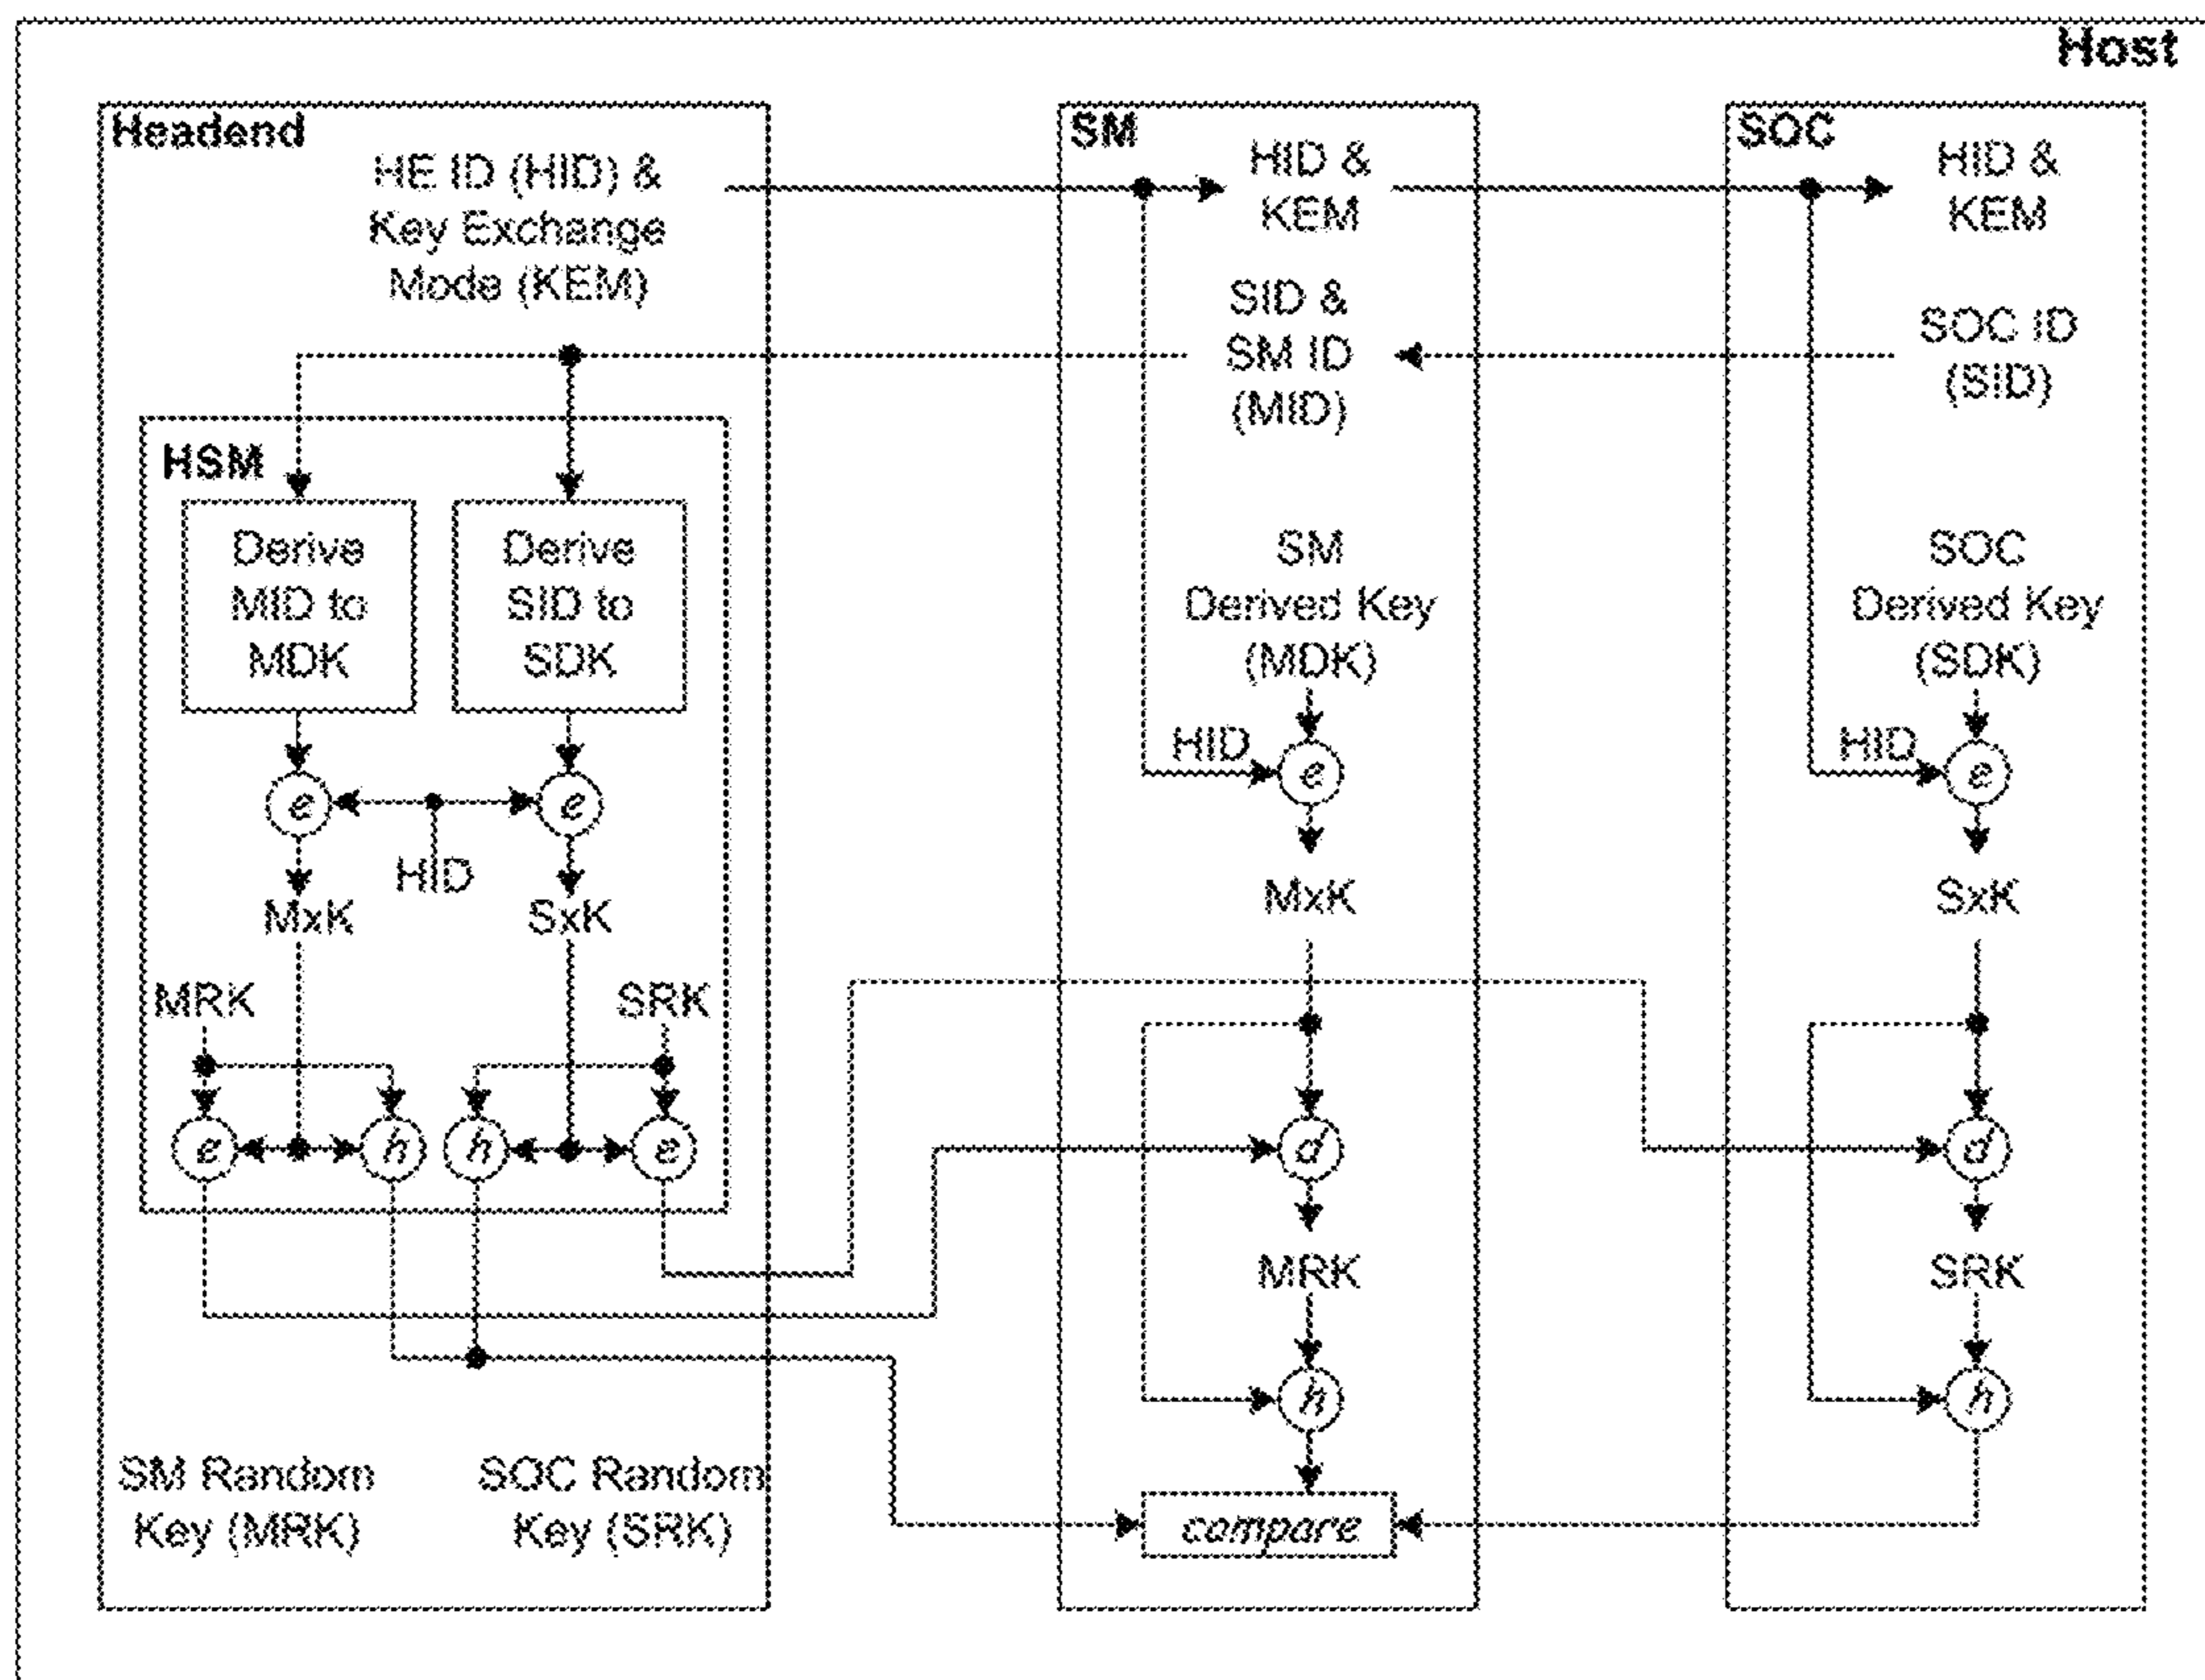 Host
Headend
HE ID (HID) &
Key Exchange
Mode (KEM)
HSM
Derive
MID to
MDK
Derive
SID to
SDK
e
e
HID
MxK
SxK
MRK
SRK
e
h
h
e
SM Random
Key (MRK)
SOC Random
Key (SRK)
SM
HID &
KEM
SID &
SM ID
(MID)
SM
Derived Key
(MDK)
HID
e
MxK
d
MRK
h
compare
SOC
HID &
KEM
SOC ID
(SID)
SOC
Derived Key
(SDK)
HID
e
SxK
d
SRK
h